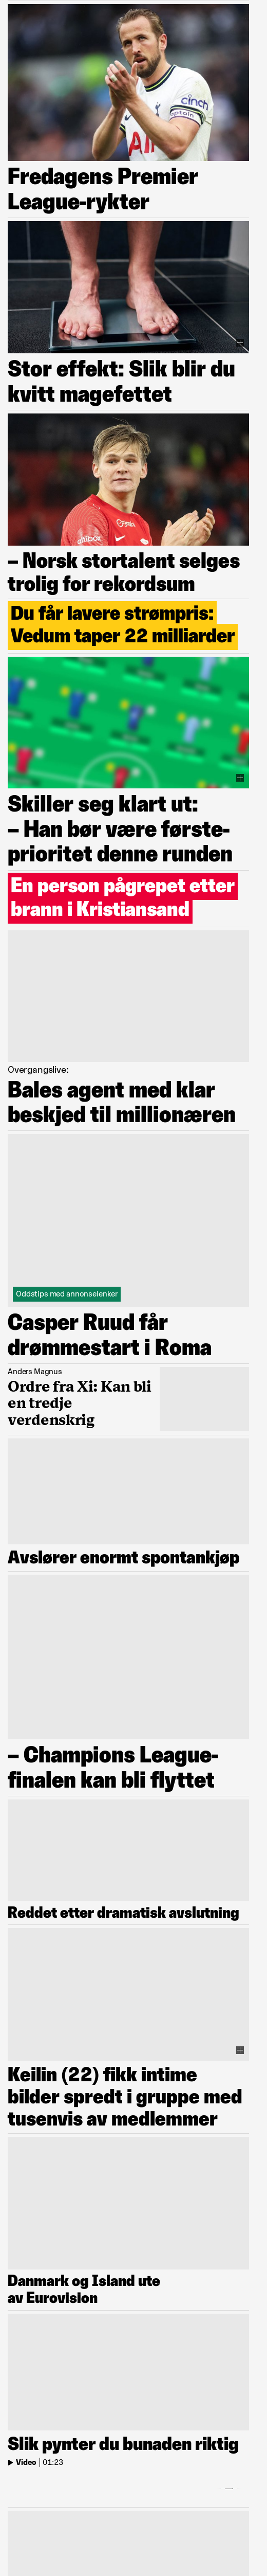 cinch
captain
Fredagens Premier
League-rykter
Stor effekt: Slik blir du
kvitt magefettet
altibox
– Norsk stortalent selges
trolig for rekordsum
Du får lavere strømpris:
Vedum taper 22 milliarder
Skiller seg klart ut:
– Han bør være første-
prioritet denne runden
En person pågrepet etter
brann i Kristiansand
Overgangslive:
Bales agent med klar
beskjed til millionæren
Oddstips med annonselenker
Casper Ruud får
drømmestart i Roma
Anders Magnus
Ordre fra Xi: Kan bli
en tredje
verdenskrig
Avslører enormt spontankjøp
– Champions League-
finalen kan bli flyttet
Reddet etter dramatisk avslutning
Keilin (22) fikk intime
bilder spredt i gruppe med
tusenvis av medlemmer
Danmark og Island ute
av Eurovision
Slik pynter du bunaden riktig
Video | 01:23